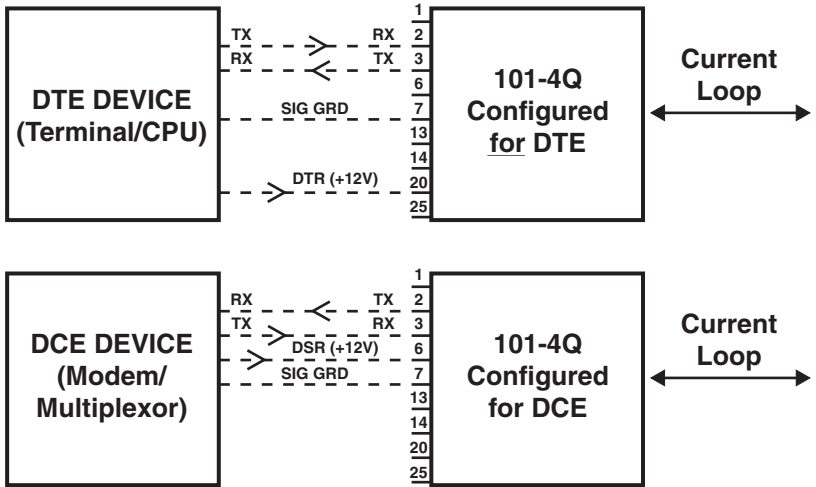 1
TX RX 2
RX TX 3
6
SIG GRD 7
13
14
DTR (+12V) 20
25
DTE DEVICE
(Terminal/CPU)
101-4Q
Configured
for DTE
Current
Loop
1
RX TX 2
TX RX 3
DSR (+12V) 6
SIG GRD 7
13
14
20
25
DCE DEVICE
(Modem/
Multiplexor)
101-4Q
Configured
for DCE
Current
Loop